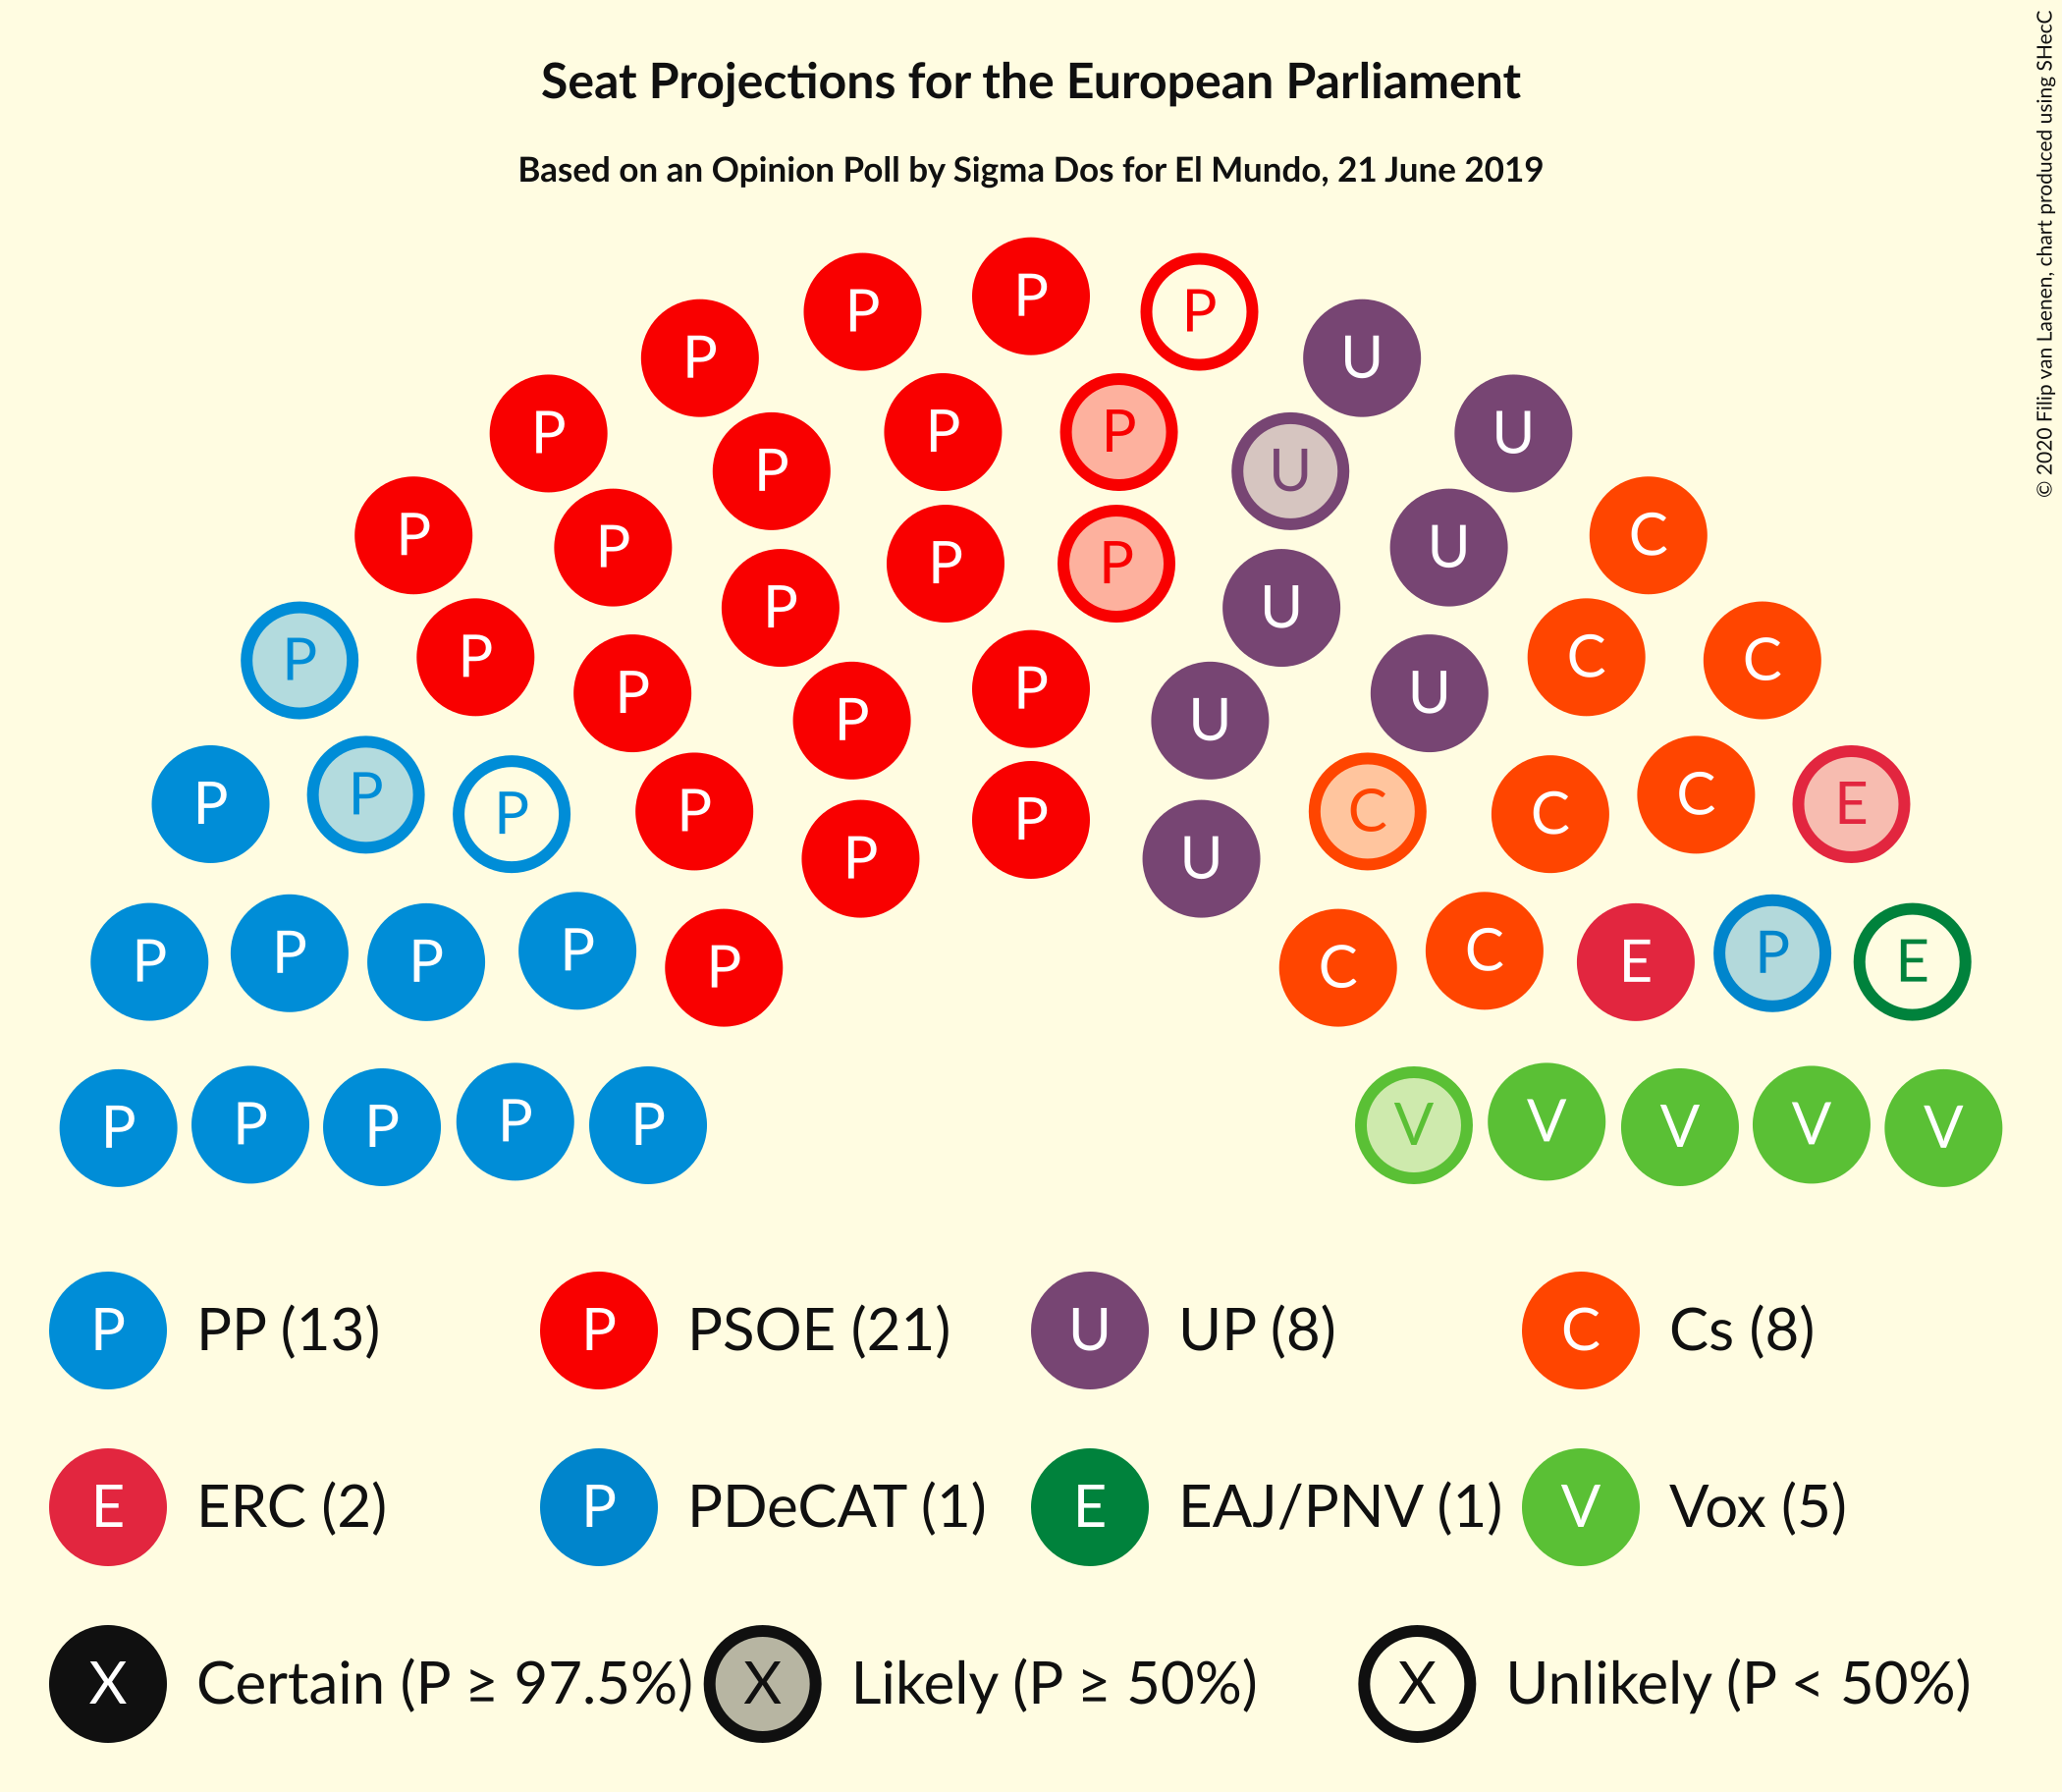 Seat Projections for the European Parliament
Based on an Opinion Poll by Sigma Dos for El Mundo, 21 June 2019
© 2020 Filip van Laenen, chart produced using SHecC
P
P P
P U
P P U
P U
P P
P U
P P C
P U
P C
P P C
P U
P U
P P C
C E
P P C
P C
P P P P P C C E P E
P P P P P V V V V V
P PP (13) P PSOE (21) U UP (8) C Cs (8)
E ERC (2) P PDeCAT (1) E EAJ/PNV (1) V Vox (5)
X Certain (P ≥ 97.5%) X Likely (P ≥ 50%) X Unlikely (P < 50%)